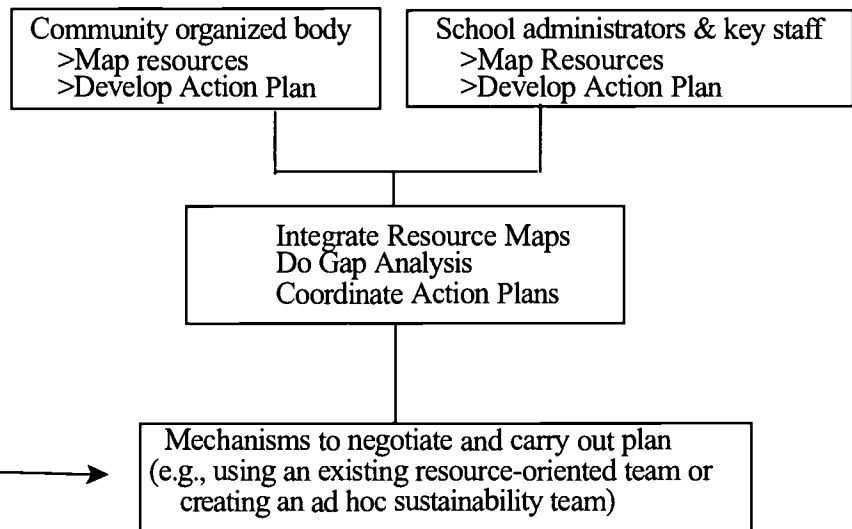 Community organized body
>Map resources
>Develop Action Plan
School administrators & key staff
>Map Resources
>Develop Action Plan
Integrate Resource Maps
Do Gap Analysis
Coordinate Action Plans
Mechanisms to negotiate and carry out plan
(e.g., using an existing resource-oriented team or
creating an ad hoc sustainability team)